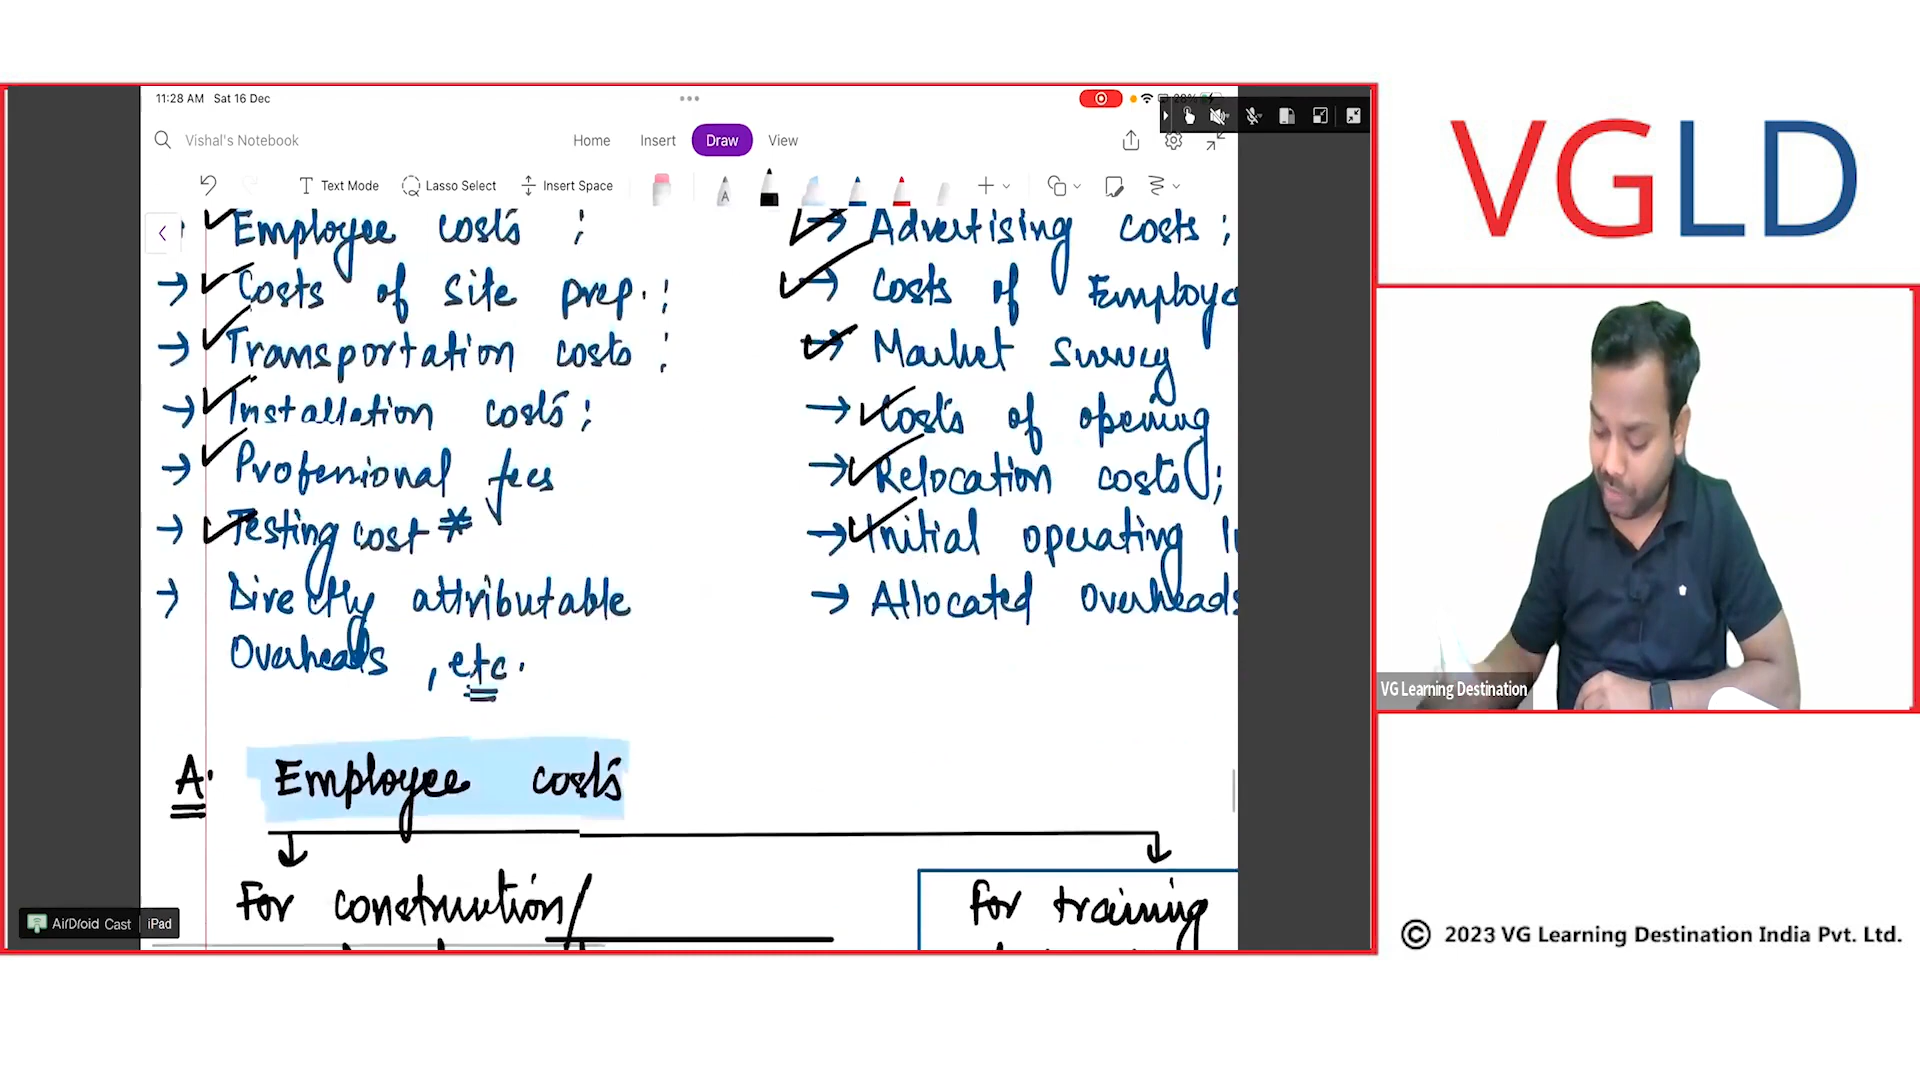 11:28 AM Sat 16 Dec
28%
Vishal's Notebook
Home Insert Draw View
Text Mode Lasso Select Insert Space
Employee costs ;
→ Costs of site prep. ;
→ Transportation costs ;
→ Installation costs ;
→ Professional fees
→ Testing cost *
→ Directly attributable
Overheads , etc.
→ Advertising costs ;
→ Costs of Employe
→ Market Survey
→ Costs of opening
→ Relocation costs ;
→ Initial operating
→ Allocated Overheads
A. Employee costs
For construction/
For training
AirDroid Cast iPad
VGLD
VG Learning Destination
© 2023 VG Learning Destination India Pvt. Ltd.